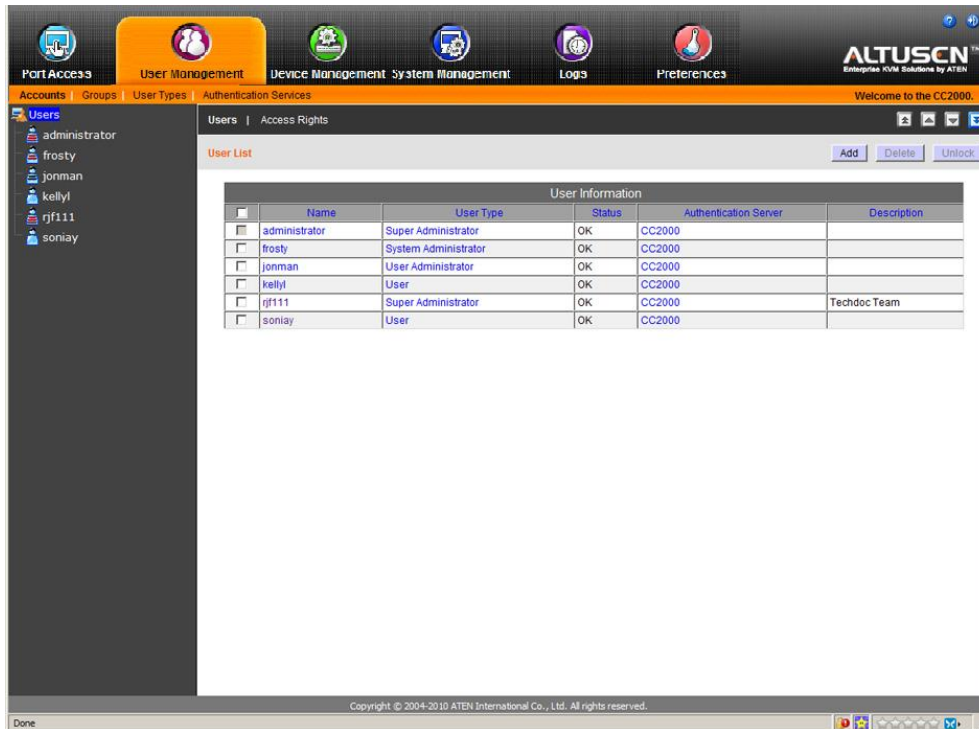 Port Access User Management Device Management System Management Logs Preferences
ALTUSEN™
Enterprise KVM Solutions by ATEN
Accounts | Groups | User Types | Authentication Services Welcome to the CC2000.
Users
administrator
frosty
jonman
kellyl
rjf111
soniay
Users | Access Rights
User List Add Delete Unlock
User Information
Name User Type Status Authentication Server Description
administrator Super Administrator OK CC2000
frosty System Administrator OK CC2000
jonman User Administrator OK CC2000
kellyl User OK CC2000
rjf111 Super Administrator OK CC2000 Techdoc Team
soniay User OK CC2000
Copyright © 2004-2010 ATEN International Co., Ltd. All rights reserved.
Done